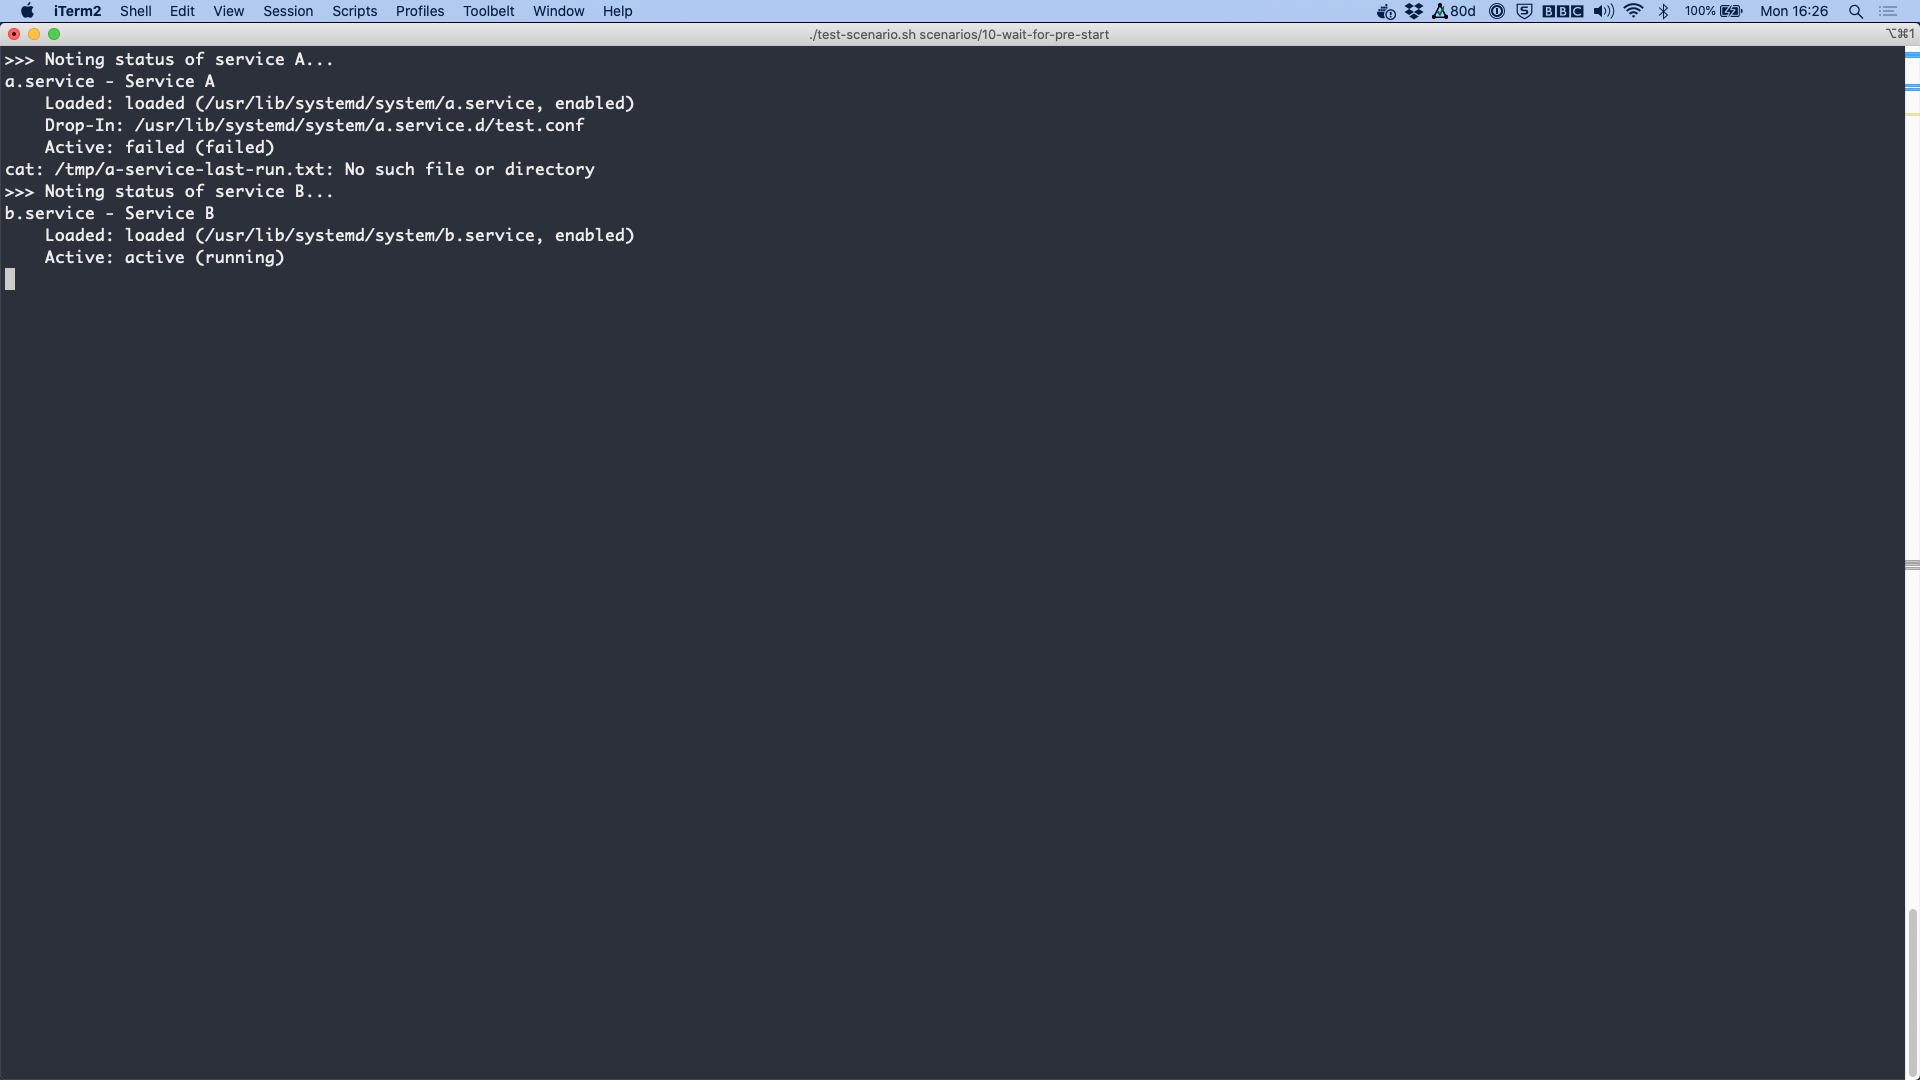 iTerm2 Shell Edit View Session Scripts Profiles Toolbelt Window Help 80d BBC 100% Mon 16:26
./test-scenario.sh scenarios/10-wait-for-pre-start ⌥⌘1
>>> Noting status of service A...
a.service - Service A
    Loaded: loaded (/usr/lib/systemd/system/a.service, enabled)
    Drop-In: /usr/lib/systemd/system/a.service.d/test.conf
    Active: failed (failed)
cat: /tmp/a-service-last-run.txt: No such file or directory
>>> Noting status of service B...
b.service - Service B
    Loaded: loaded (/usr/lib/systemd/system/b.service, enabled)
    Active: active (running)